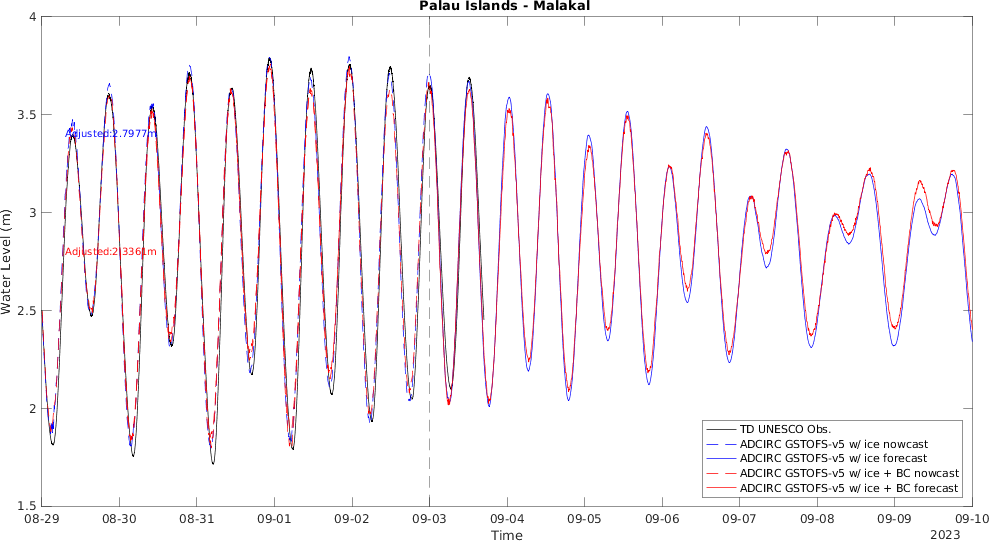 Palau Islands - Malakal
4
3.5
3
2.5
2
1.5
Water Level (m)
Adjusted:2.7977m
Adjusted:2.3361m
TD UNESCO Obs.
ADCIRC GSTOFS-v5 w/ ice nowcast
ADCIRC GSTOFS-v5 w/ ice forecast
ADCIRC GSTOFS-v5 w/ ice + BC nowcast
ADCIRC GSTOFS-v5 w/ ice + BC forecast
08-29 08-30 08-31 09-01 09-02 09-03 09-04 09-05 09-06 09-07 09-08 09-09 09-10
Time
2023